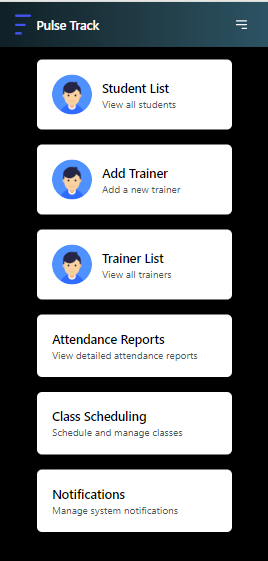 Pulse Track
Student List
View all students
Add Trainer
Add a new trainer
Trainer List
View all trainers
Attendance Reports
View detailed attendance reports
Class Scheduling
Schedule and manage classes
Notifications
Manage system notifications